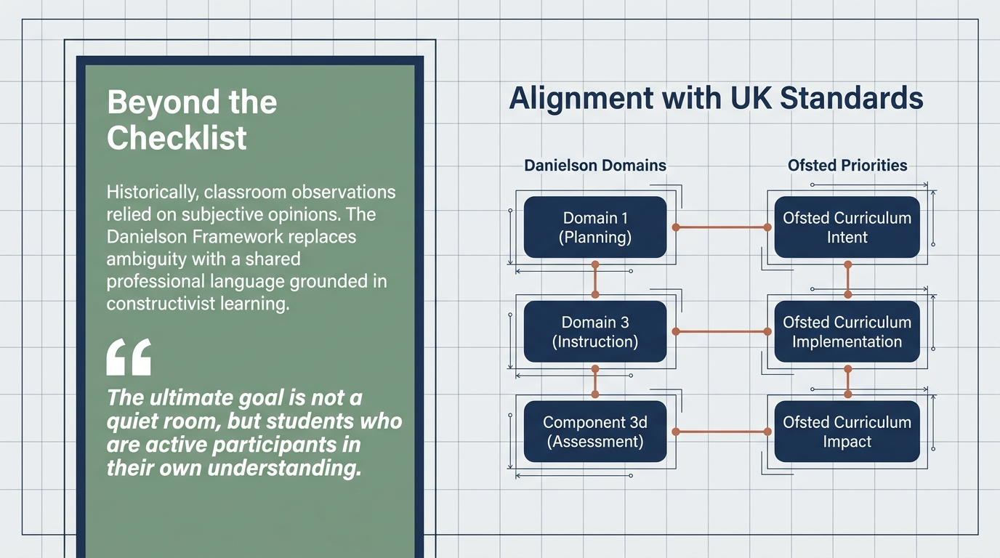 Beyond the
Checklist
Historically, classroom observations
relied on subjective opinions. The
Danielson Framework replaces
ambiguity with a shared
professional language grounded in
constructivist learning.
“
The ultimate goal is not a
quiet room, but students who
are active participants in
their own understanding.
Alignment with UK Standards
Danielson Domains
Ofsted Priorities
Domain 1
(Planning)
Ofsted Curriculum
Intent
Domain 3
(Instruction)
Ofsted Curriculum
Implementation
Component 3d
(Assessment)
Ofsted Curriculum
Impact